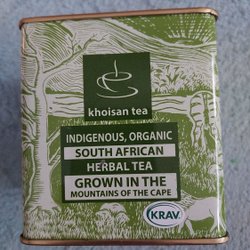 khoisan tea
INDIGENOUS, ORGANIC
SOUTH AFRICAN
HERBAL TEA
GROWN IN THE
MOUNTAINS OF THE CAPE
KRAV